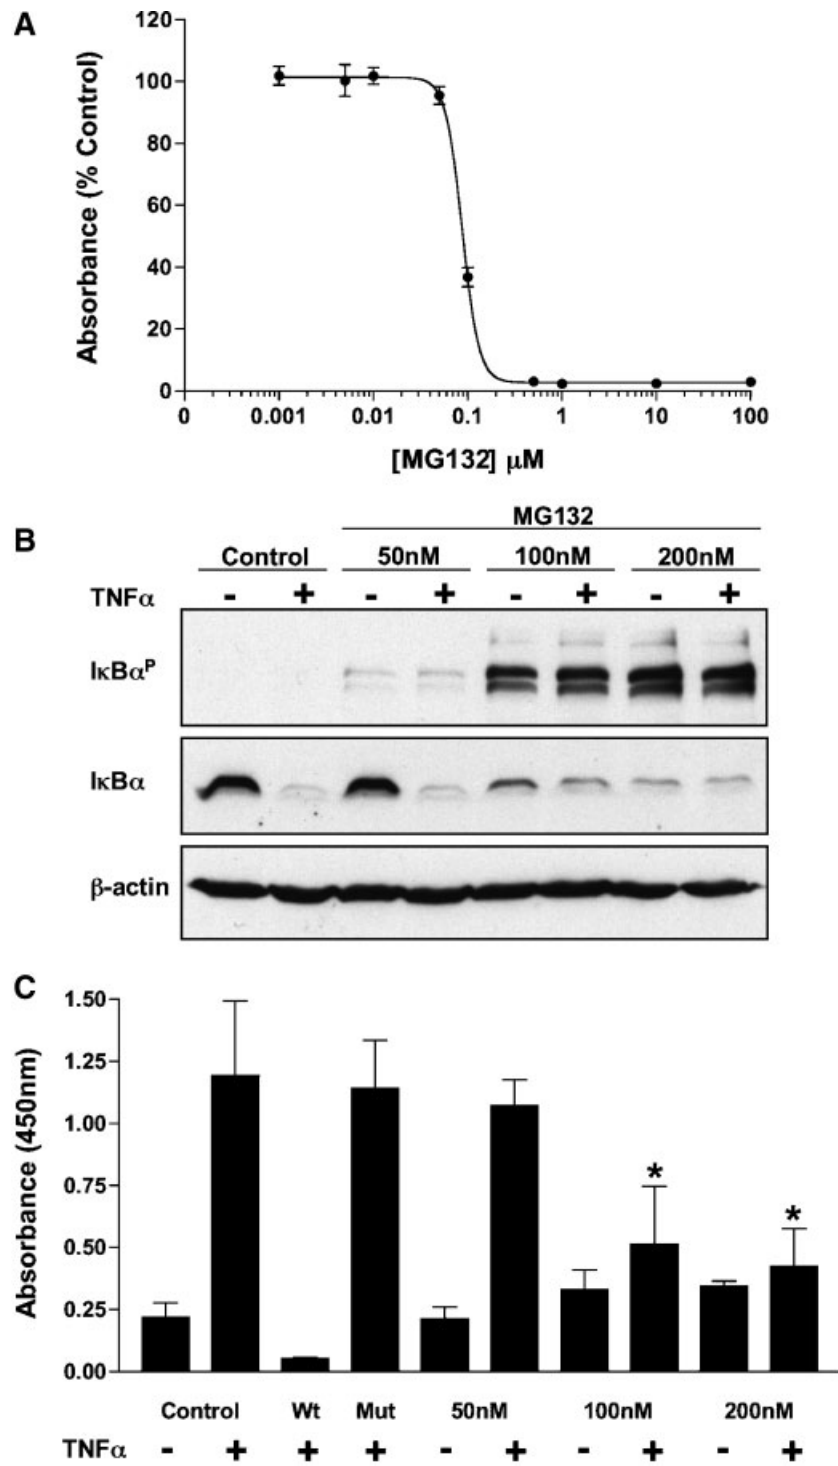 A
120
100
80
60
40
20
0
Absorbance (% Control)
0 0.001 0.01 0.1 1 10 100
[MG132] μM
B
MG132
Control 50nM 100nM 200nM
TNFα - + - + - + - +
IκBαᴾ
IκBα
β-actin
C
1.50
1.25
1.00
0.75
0.50
0.25
0.00
Absorbance (450nm)
* *
Control Wt Mut 50nM 100nM 200nM
TNFα - + + + - + - + - +